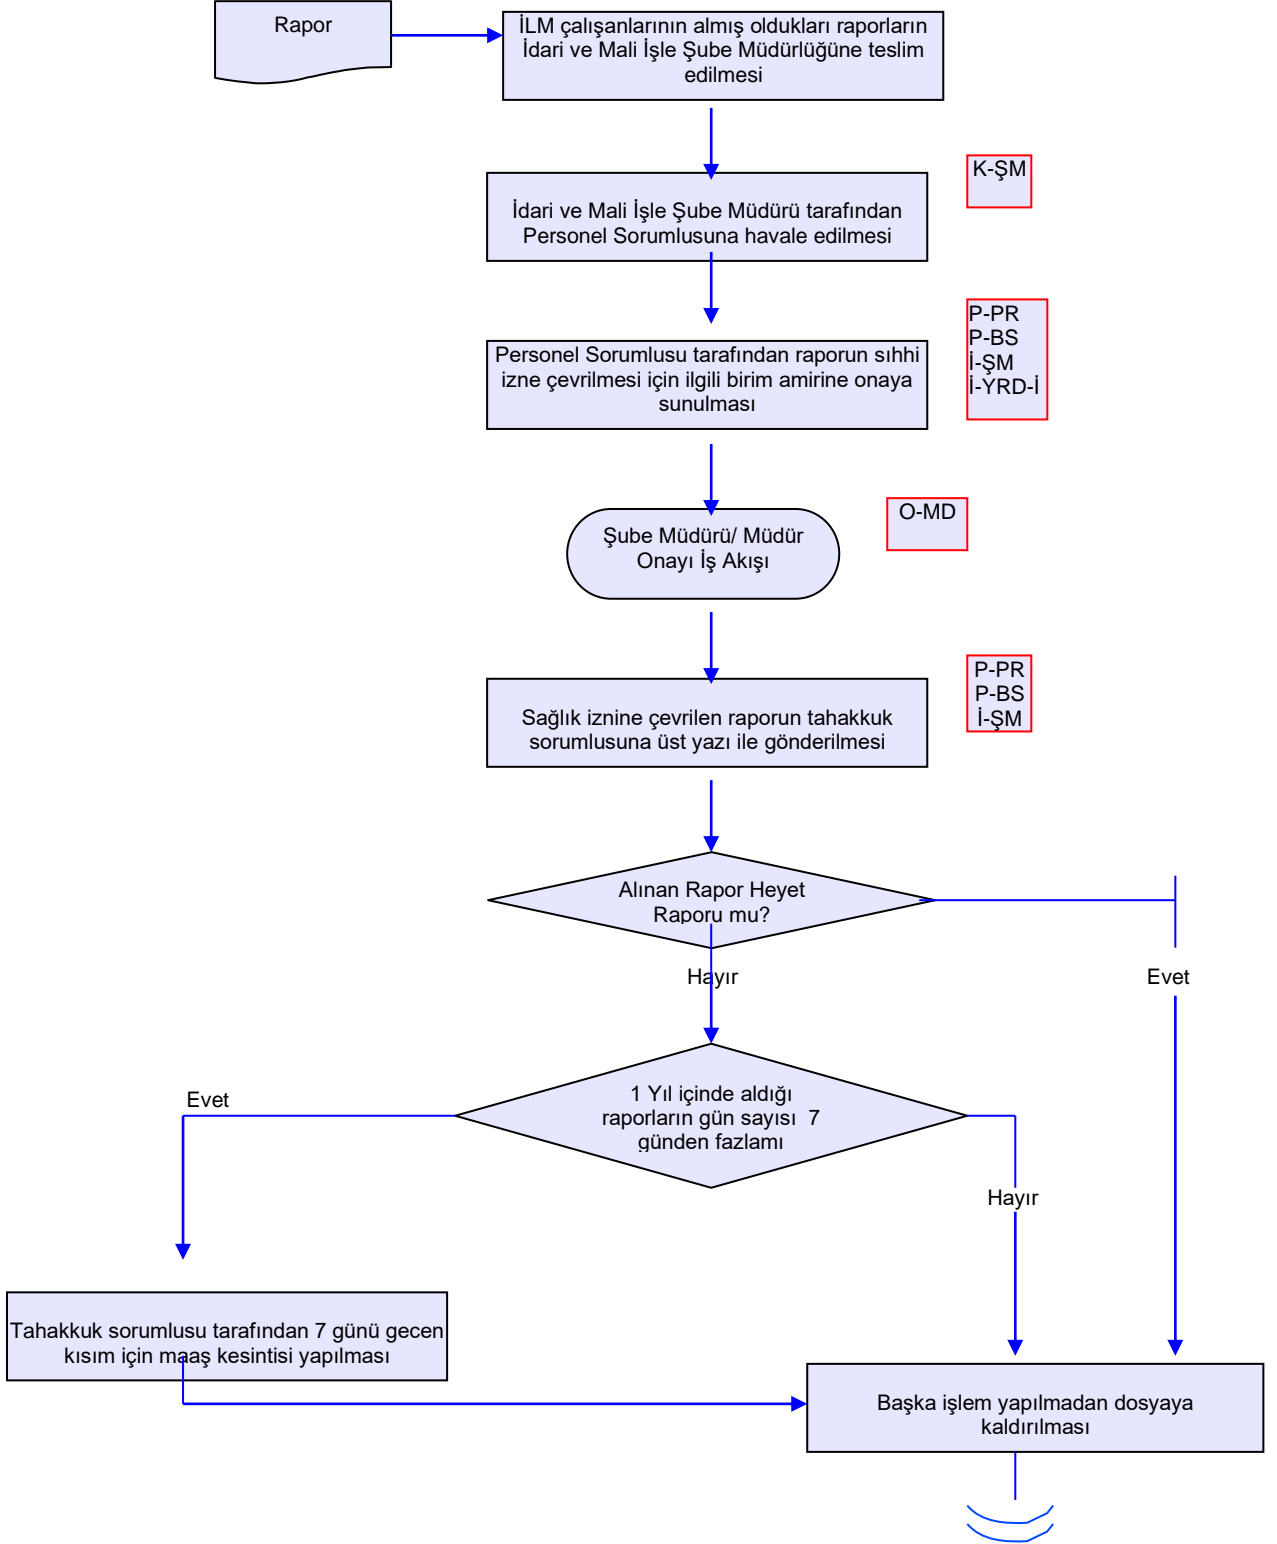 Rapor
İLM çalışanlarının almış oldukları raporların
İdari ve Mali İşle Şube Müdürlüğüne teslim
edilmesi
K-ŞM
İdari ve Mali İşle Şube Müdürü tarafından
Personel Sorumlusuna havale edilmesi
P-PR
P-BS
İ-ŞM
İ-YRD-İ
Personel Sorumlusu tarafından raporun sıhhi
izne çevrilmesi için ilgili birim amirine onaya
sunulması
O-MD
Şube Müdürü/ Müdür
Onayı İş Akışı
P-PR
P-BS
İ-ŞM
Sağlık iznine çevrilen raporun tahakkuk
sorumlusuna üst yazı ile gönderilmesi
Alınan Rapor Heyet
Raporu mu?
Hayır
Evet
1 Yıl içinde aldığı
raporların gün sayısı  7
günden fazlamı
Evet
Hayır
Tahakkuk sorumlusu tarafından 7 günü gecen
kısım için maaş kesintisi yapılması
Başka işlem yapılmadan dosyaya
kaldırılması